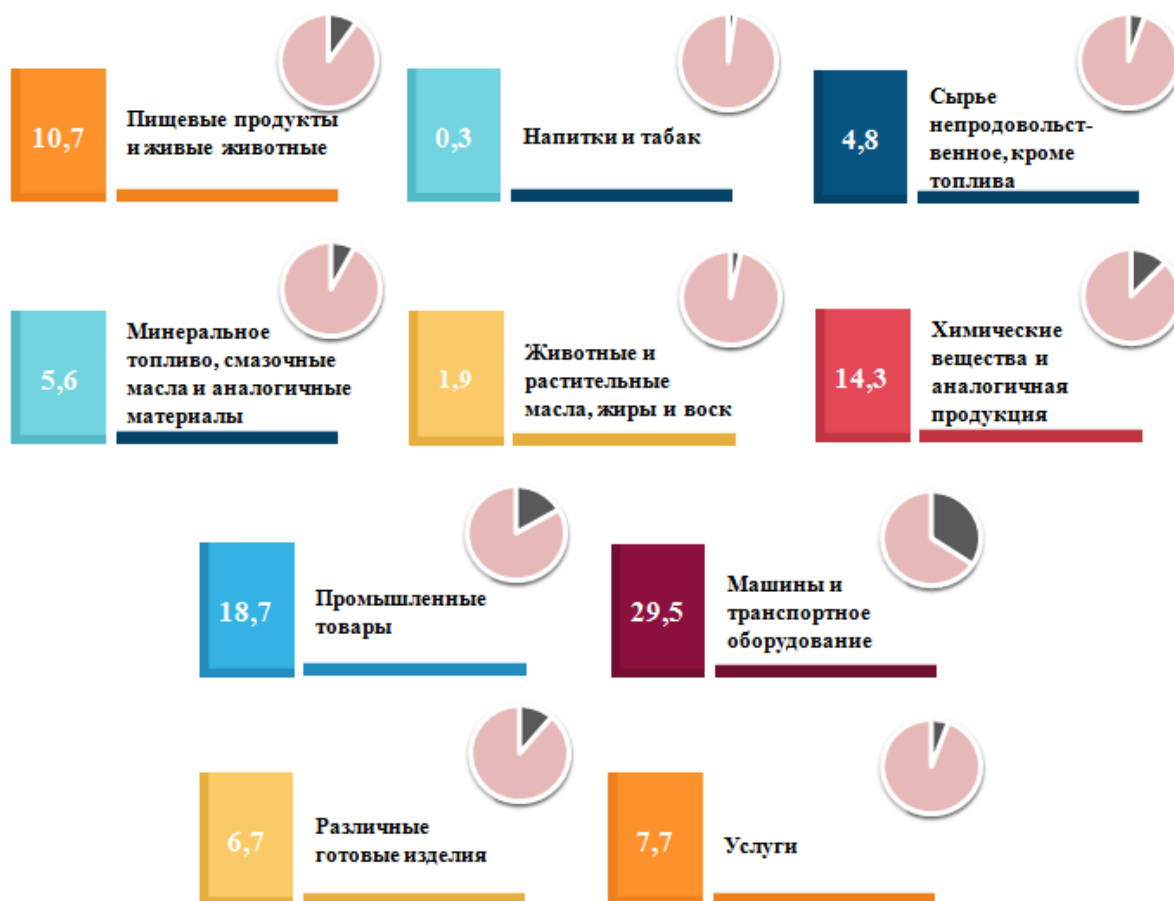 10,7
Пищевые продукты
и живые животные
0,3
Напитки и табак
4,8
Сырье
непродовольст-
венное, кроме
топлива
5,6
Минеральное
топливо, смазочные
масла и аналогичные
материалы
1,9
Животные и
растительные
масла, жиры и воск
14,3
Химические
вещества и
аналогичная
продукция
18,7
Промышленные
товары
29,5
Машины и
транспортное
оборудование
6,7
Различные
готовые изделия
7,7
Услуги